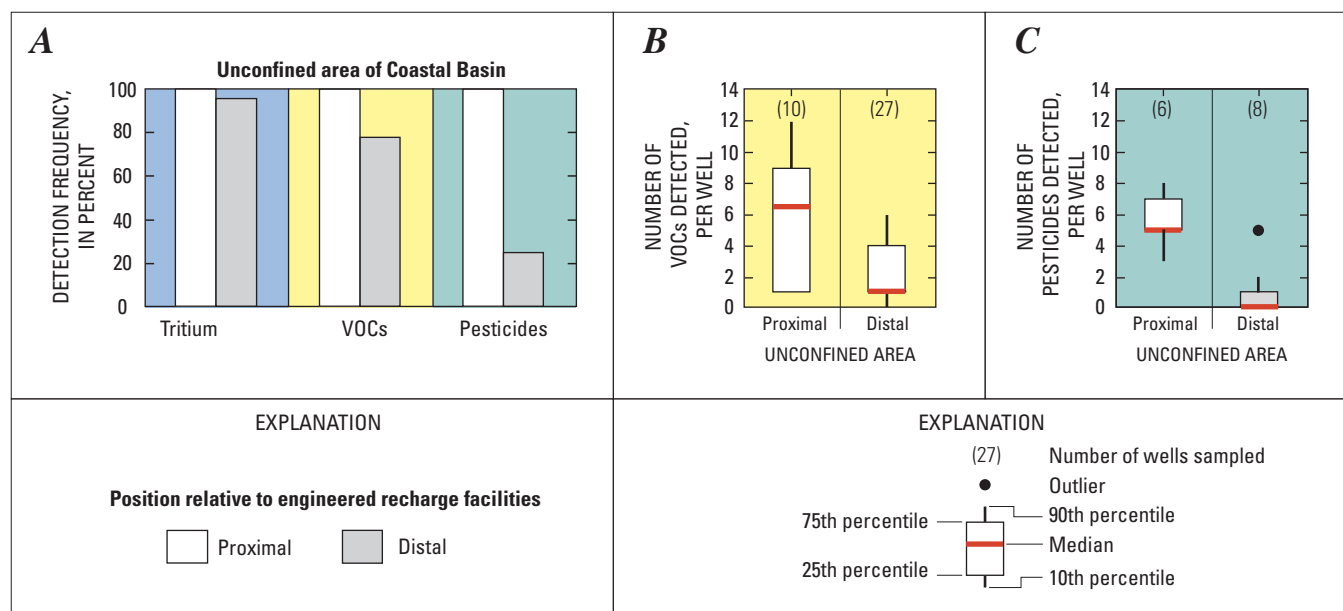 A
Unconfined area of Coastal Basin
DETECTION FREQUENCY,
IN PERCENT
100
80
60
40
20
0
Tritium
VOCs
Pesticides
B
NUMBER OF
VOCs DETECTED,
PER WELL
14
12
10
8
6
4
2
0
(10)
(27)
Proximal
Distal
UNCONFINED AREA
C
NUMBER OF
PESTICIDES DETECTED,
PER WELL
14
12
10
8
6
4
2
0
(6)
(8)
Proximal
Distal
UNCONFINED AREA
EXPLANATION
Position relative to engineered recharge facilities
Proximal
Distal
EXPLANATION
(27) Number of wells sampled
Outlier
75th percentile
90th percentile
Median
25th percentile
10th percentile